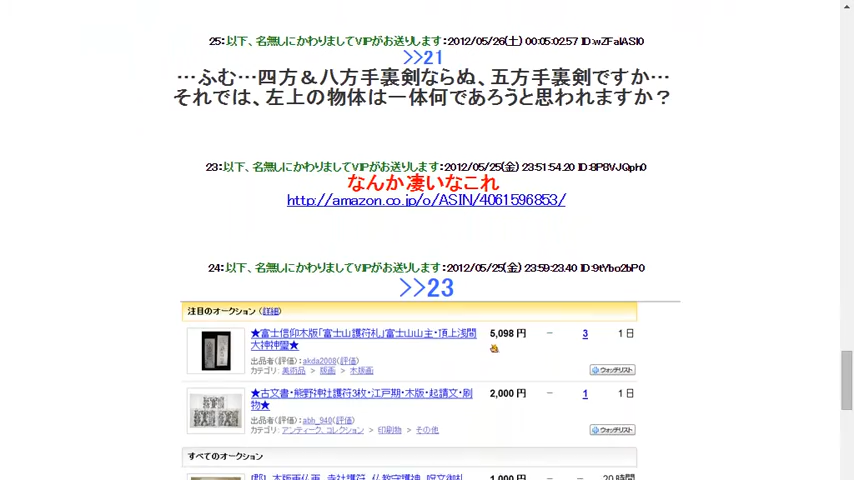 25：以下、名無しにかわりましてVIPがお送りします：2012/05/26(土) 00:05:02.57 ID:wZFaIASI0
>>21
…ふむ…四方＆八方手裏剣ならぬ、五方手裏剣ですか…
それでは、左上の物体は一体何であろうと思われますか？
23：以下、名無しにかわりましてVIPがお送りします：2012/05/25(金) 23:51:54.20 ID:8P8VJQph0
なんか凄いなこれ
http://amazon.co.jp/o/ASIN/4061596853/
24：以下、名無しにかわりましてVIPがお送りします：2012/05/25(金) 23:59:23.40 ID:9tYbo2bP0
>>23
注目のオークション (詳細)
★富士信仰木版「富士山護符札」富士山山主・頂上浅間大神神璽★ 5,098 円 − 3 1 日
出品者(評価)：akda2008(評価)
カテゴリ：美術品 > 版画 > 木版画
ウォッチリスト
★古文書・熊野神社護符3枚・江戸期・木版・起請文・刷物★ 2,000 円 − 1 1 日
出品者(評価)：abh_940(評価)
カテゴリ：アンティーク、コレクション > 印刷物 > その他
ウォッチリスト
すべてのオークション
1,000 円 − − 20 時間